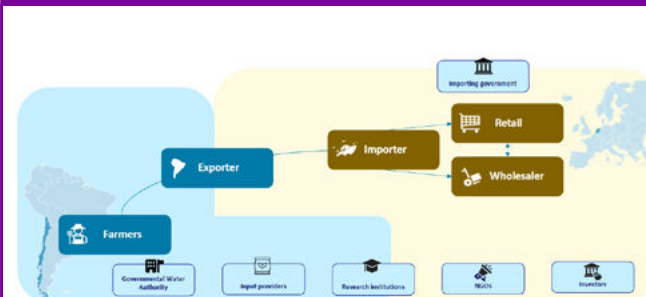 Importing government
Retail
Importer
Exporter
Wholesaler
Farmers
Governmental Water
Authority
Input providers
Research institutions
NGOs
Investors